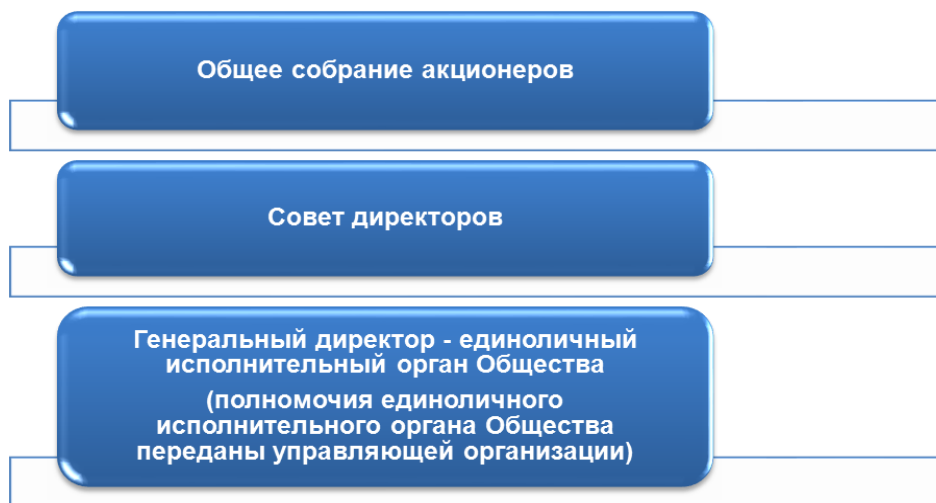 Общее собрание акционеров
Совет директоров
Генеральный директор - единоличный
исполнительный орган Общества
(полномочия единоличного
исполнительного органа Общества
переданы управляющей организации)